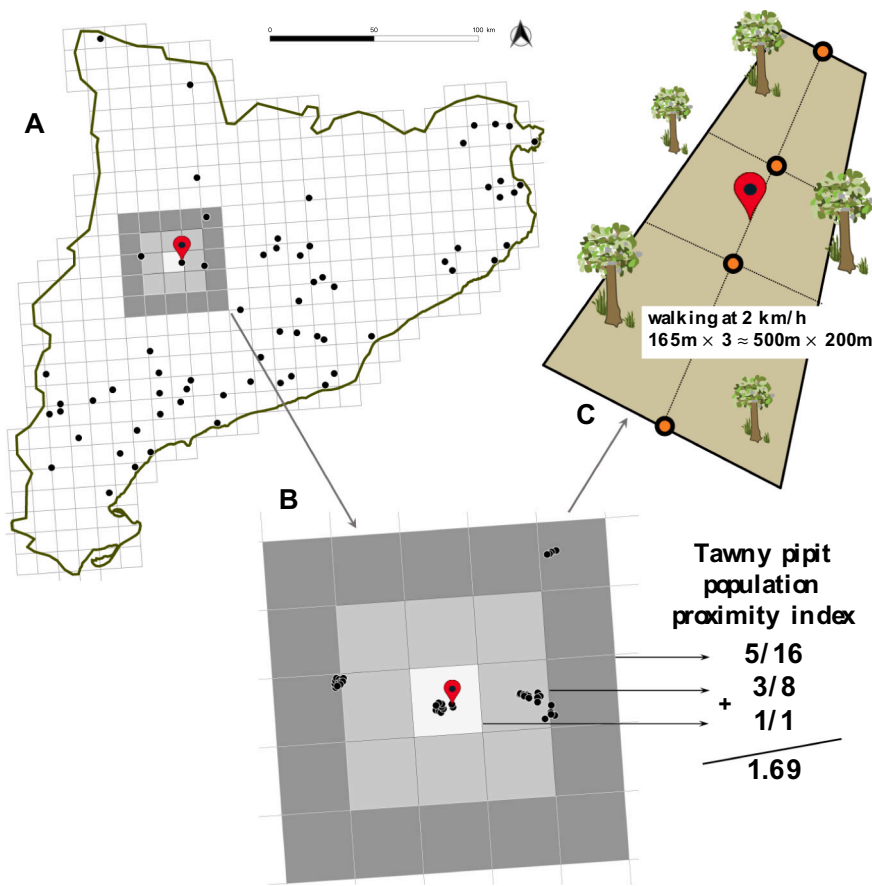 0 50 100 km
A
walking at 2 km/h
165m × 3 ≈ 500m × 200m
C
B
Tawny pipit
population
proximity index
5/16
3/8
+
1/1
1.69